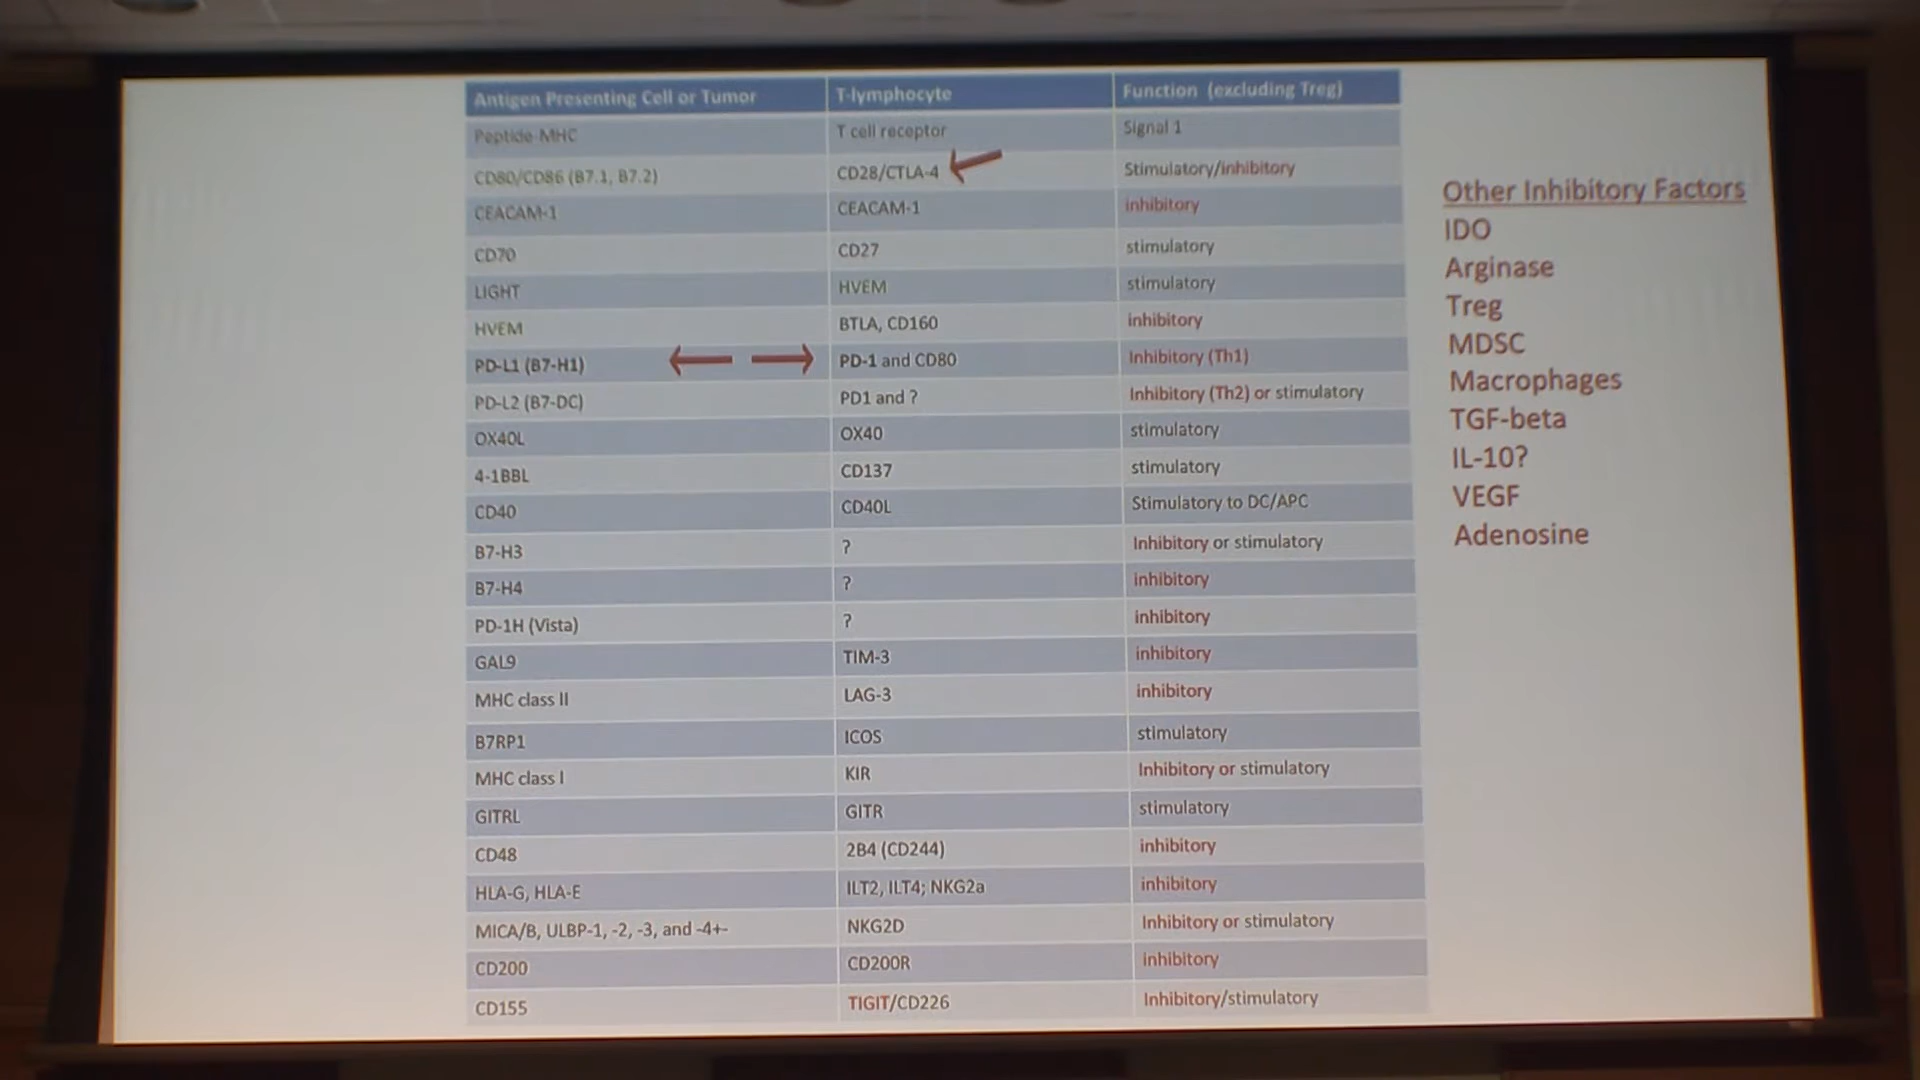 Antigen Presenting Cell or Tumor T-lymphocyte Function (excluding Treg)
Peptide-MHC T cell receptor Signal 1
CD80/CD86 (B7.1, B7.2) CD28/CTLA-4 Stimulatory/inhibitory
CEACAM-1 CEACAM-1 inhibitory
CD70 CD27 stimulatory
LIGHT HVEM stimulatory
HVEM BTLA, CD160 inhibitory
PD-L1 (B7-H1) PD-1 and CD80 Inhibitory (Th1)
PD-L2 (B7-DC) PD1 and ? Inhibitory (Th2) or stimulatory
OX40L OX40 stimulatory
4-1BBL CD137 stimulatory
CD40 CD40L Stimulatory to DC/APC
B7-H3 ? Inhibitory or stimulatory
B7-H4 ? inhibitory
PD-1H (Vista) ? inhibitory
GAL9 TIM-3 inhibitory
MHC class II LAG-3 inhibitory
B7RP1 ICOS stimulatory
MHC class I KIR Inhibitory or stimulatory
GITRL GITR stimulatory
CD48 2B4 (CD244) inhibitory
HLA-G, HLA-E ILT2, ILT4; NKG2a inhibitory
MICA/B, ULBP-1, -2, -3, and -4+- NKG2D Inhibitory or stimulatory
CD200 CD200R inhibitory
CD155 TIGIT/CD226 Inhibitory/stimulatory
Other Inhibitory Factors
IDO
Arginase
Treg
MDSC
Macrophages
TGF-beta
IL-10?
VEGF
Adenosine